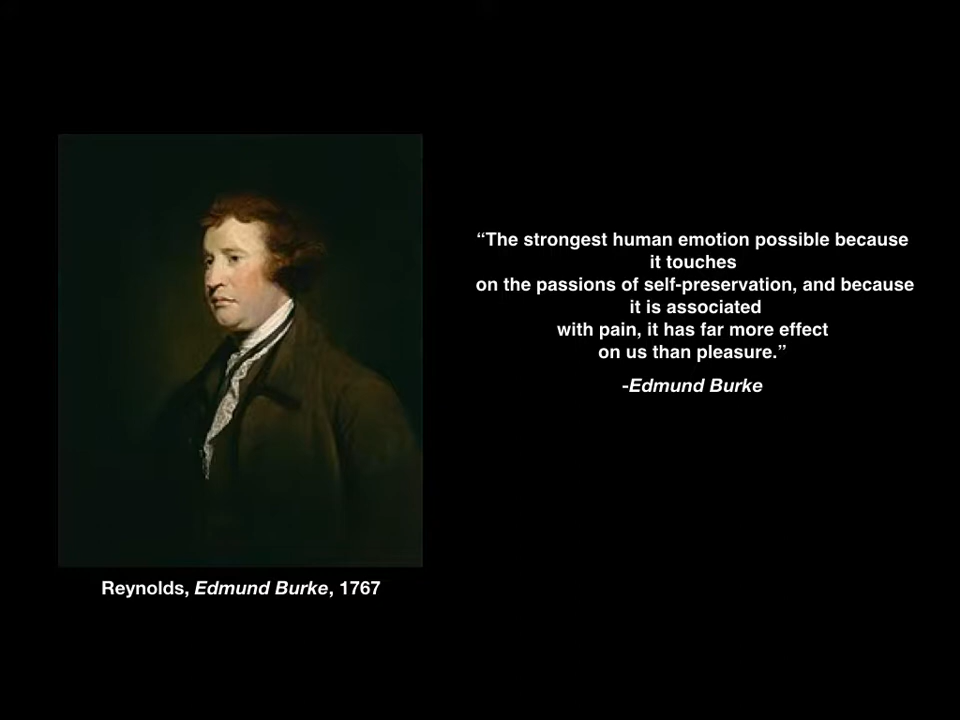 “The strongest human emotion possible because
it touches
on the passions of self-preservation, and because
it is associated
with pain, it has far more effect
on us than pleasure.”
-Edmund Burke
Reynolds, Edmund Burke, 1767